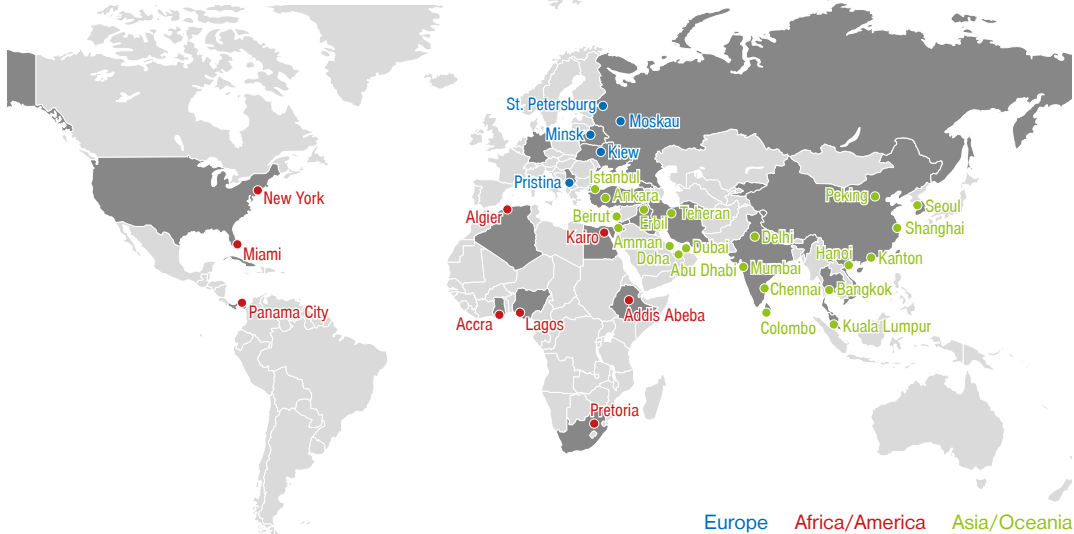 St. Petersburg
Moskau
Minsk
Kiew
Pristina
Istanbul
Ankara
New York
Algier
Beirut
Erbil
Teheran
Peking
Seoul
Kairo
Amman
Dubai
Delhi
Shanghai
Miami
Doha
Abu Dhabi
Mumbai
Hanoi
Kanton
Chennai
Bangkok
Panama City
Accra
Lagos
Addis Abeba
Colombo
Kuala Lumpur
Pretoria
Europe Africa/America Asia/Oceania